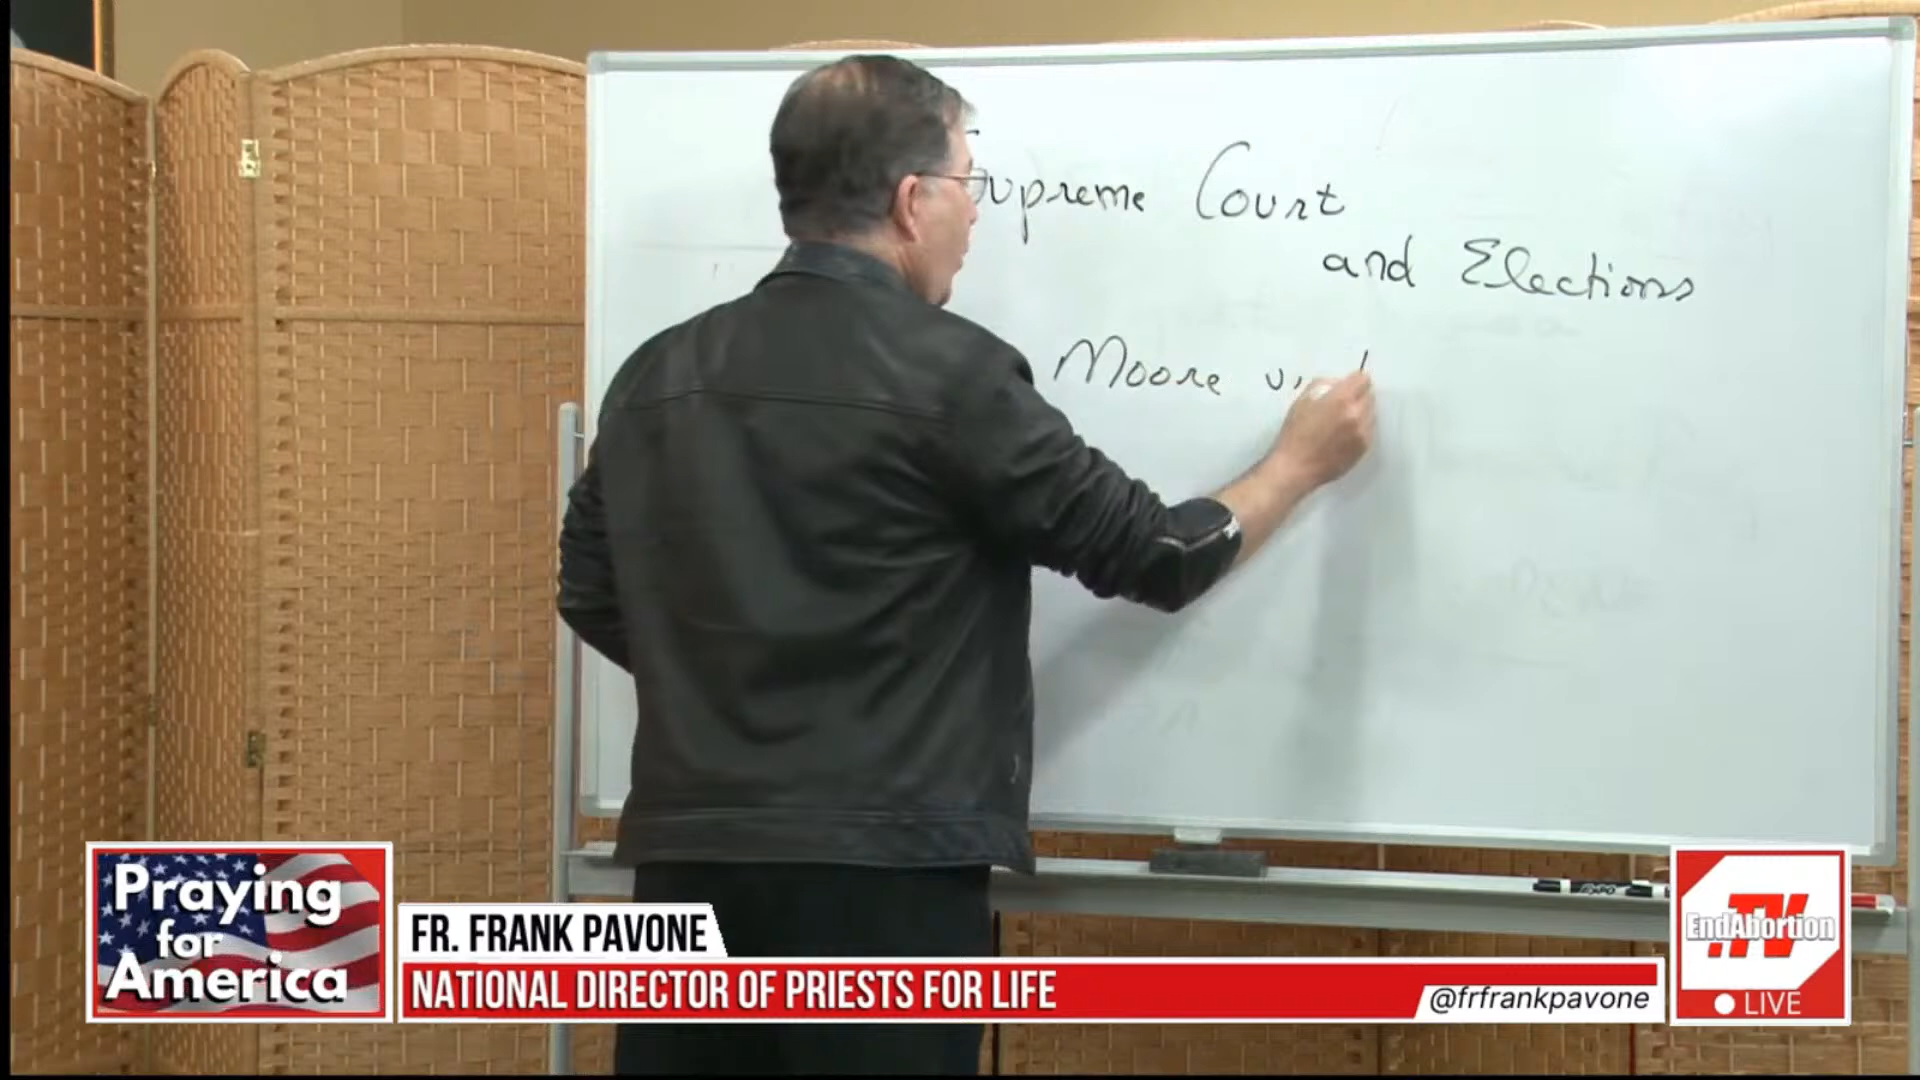 Supreme Court
and Elections
Moore v.
Praying
for
America
FR. FRANK PAVONE
NATIONAL DIRECTOR OF PRIESTS FOR LIFE
@frfrankpavone
EndAbortion
.TV
LIVE